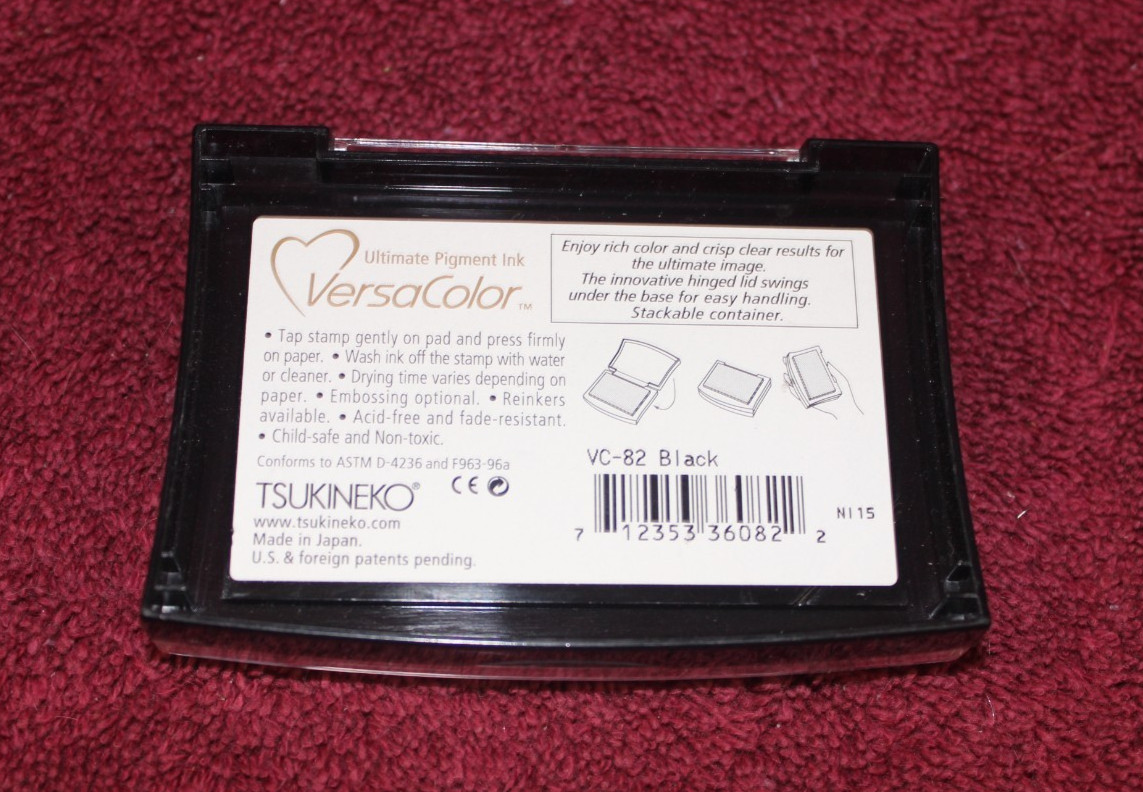 Ultimate Pigment Ink
VersaColor™
Enjoy rich color and crisp clear results for
the ultimate image.
The innovative hinged lid swings
under the base for easy handling.
Stackable container.
• Tap stamp gently on pad and press firmly
on paper. • Wash ink off the stamp with water
or cleaner. • Drying time varies depending on
paper. • Embossing optional. • Reinkers
available. • Acid-free and fade-resistant.
• Child-safe and Non-toxic.
Conforms to ASTM D-4236 and F963-96a
TSUKINEKO® CE
www.tsukineko.com
Made in Japan.
U.S. & foreign patents pending.
VC-82 Black
7 12353 36082 2
NI15